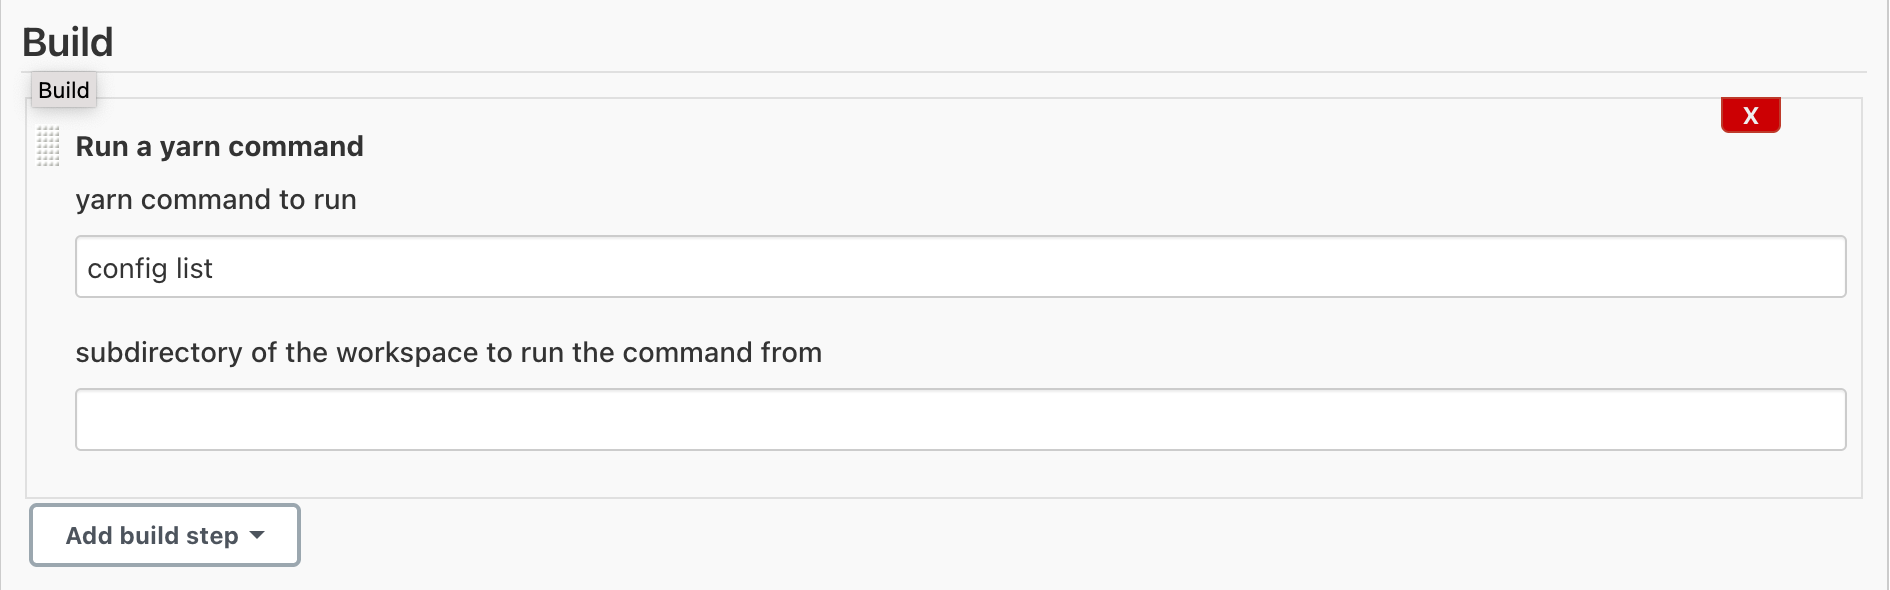 Build
Build
X
Run a yarn command
yarn command to run
config list
subdirectory of the workspace to run the command from
Add build step